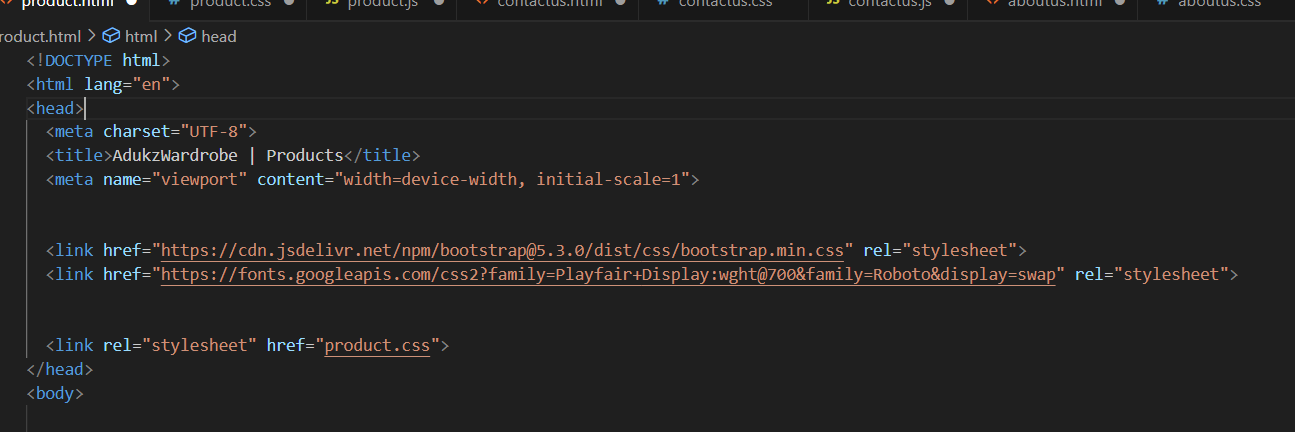 product.html product.css product.js contactus.html contactus.css contactus.js aboutus.html aboutus.css
roduct.html > html > head
<!DOCTYPE html>
<html lang="en">
<head>
<meta charset="UTF-8">
<title>AdukzWardrobe | Products</title>
<meta name="viewport" content="width=device-width, initial-scale=1">
<link href="https://cdn.jsdelivr.net/npm/bootstrap@5.3.0/dist/css/bootstrap.min.css" rel="stylesheet">
<link href="https://fonts.googleapis.com/css2?family=Playfair+Display:wght@700&family=Roboto&display=swap" rel="stylesheet">
<link rel="stylesheet" href="product.css">
</head>
<body>